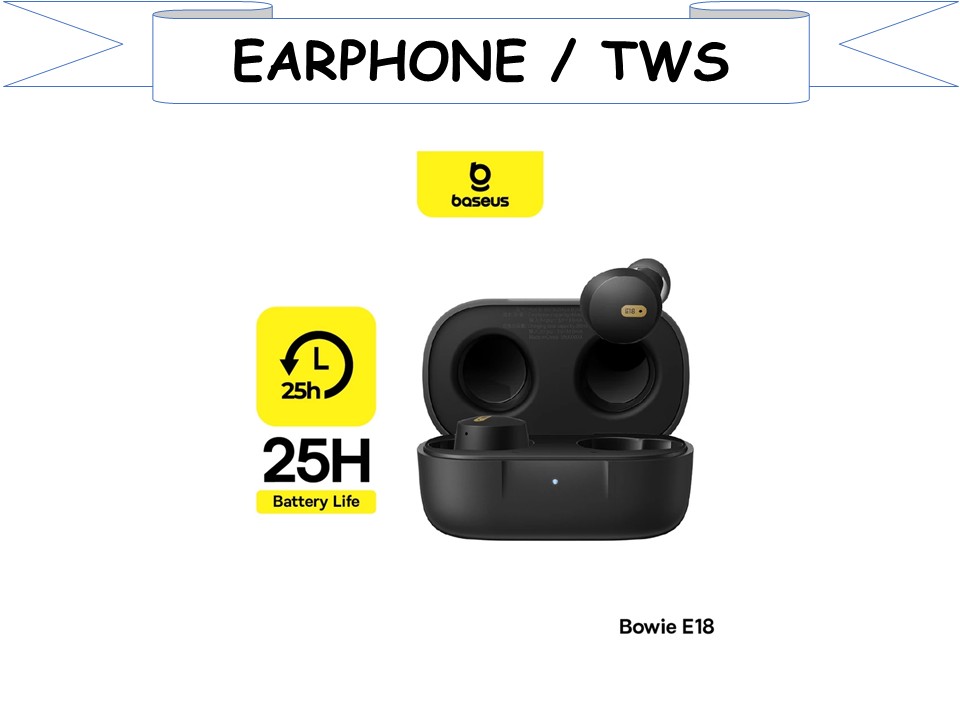 EARPHONE / TWS
baseus
25h
25H
Battery Life
E18
Bowie E18